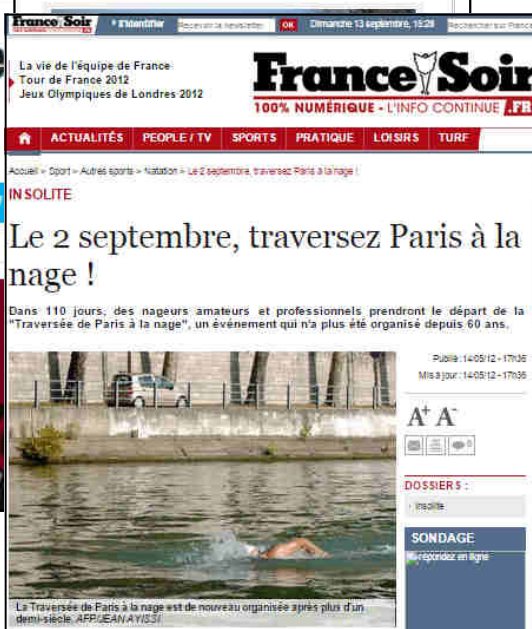 France Soir
S'identifier Recevoir la newsletter OK Dimanche 13 septembre, 15:28 Rechercher sur France
La vie de l'équipe de France
Tour de France 2012
Jeux Olympiques de Londres 2012
France Soir
100% NUMÉRIQUE - L'INFO CONTINUE .FR
ACTUALITÉS PEOPLE / TV SPORTS PRATIQUE LOISIRS TURF
Accueil > Sport > Autres sports > Natation > Le 2 septembre, traversez Paris à la nage !
INSOLITE
Le 2 septembre, traversez Paris à la
nage !
Dans 110 jours, des nageurs amateurs et professionnels prendront le départ de la
"Traversée de Paris à la nage", un événement qui n'a plus été organisé depuis 60 ans.
Publié : 14/05/12 - 17h36
Mis à jour : 14/05/12 - 17h36
A+ A-
0
DOSSIERS :
Insolite
SONDAGE
répondez en ligne
La Traversée de Paris à la nage est de nouveau organisée après plus d'un
demi-siècle. AFP/JEAN AYISSI